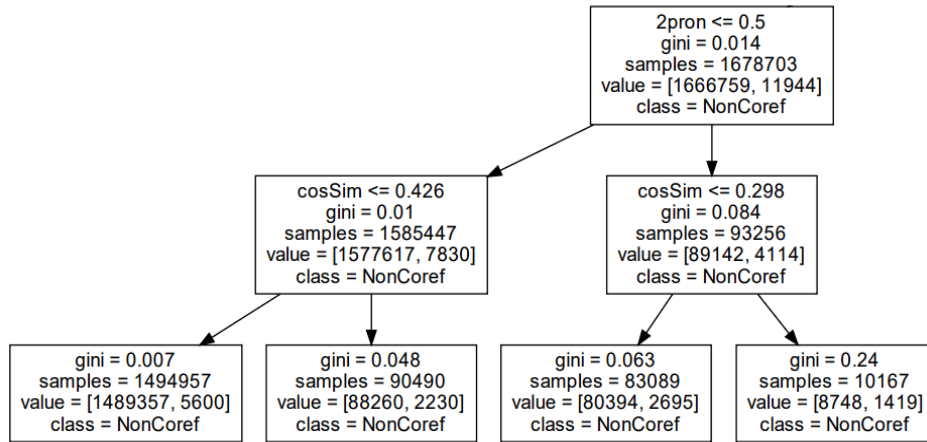 2pron <= 0.5
gini = 0.014
samples = 1678703
value = [1666759, 11944]
class = NonCoref
cosSim <= 0.426
gini = 0.01
samples = 1585447
value = [1577617, 7830]
class = NonCoref
cosSim <= 0.298
gini = 0.084
samples = 93256
value = [89142, 4114]
class = NonCoref
gini = 0.007
samples = 1494957
value = [1489357, 5600]
class = NonCoref
gini = 0.048
samples = 90490
value = [88260, 2230]
class = NonCoref
gini = 0.063
samples = 83089
value = [80394, 2695]
class = NonCoref
gini = 0.24
samples = 10167
value = [8748, 1419]
class = NonCoref